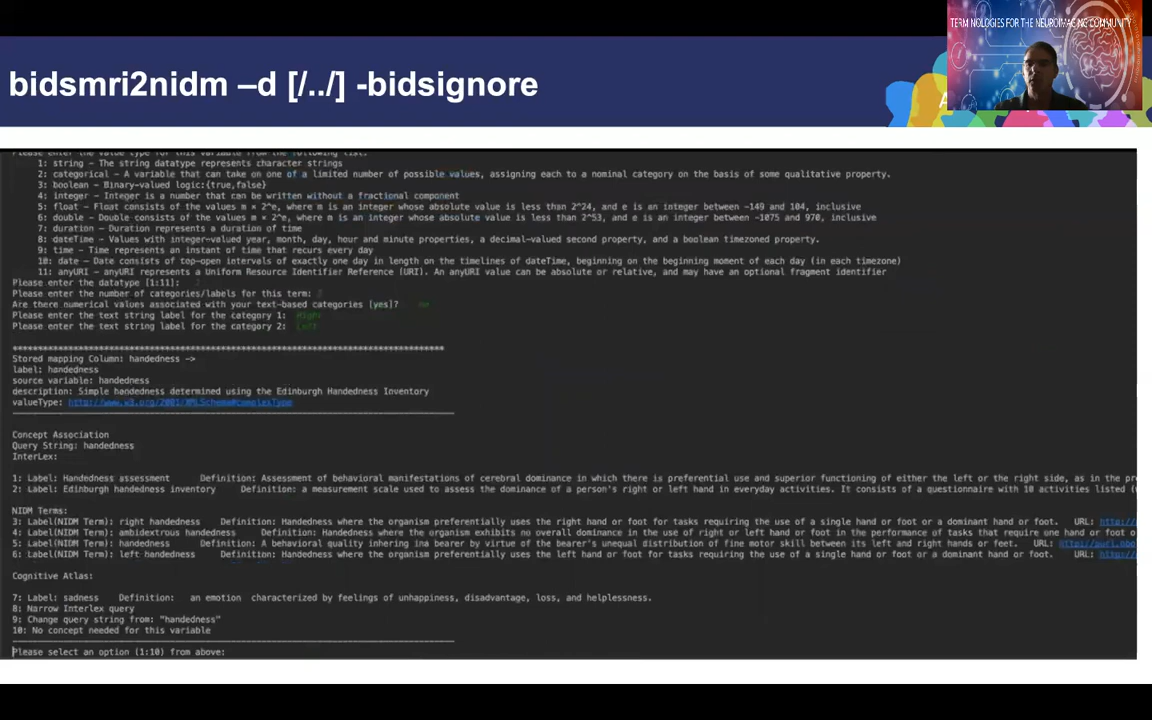 TERMINOLOGIES FOR THE NEUROIMAGING COMMUNITY
bidsmri2nidm –d [/../] -bidsignore
Please enter the value type for this variable from the following list:
1: string – The string datatype represents character strings
2: categorical – A variable that can take on one of a limited number of possible values, assigning each to a nominal category on the basis of some qualitative property.
3: boolean – Binary-valued logic:{true,false}
4: integer – Integer is a number that can be written without a fractional component
5: float – Float consists of the values m × 2^e, where m is an integer whose absolute value is less than 2^24, and e is an integer between –149 and 104, inclusive
6: double – Double consists of the values m × 2^e, where m is an integer whose absolute value is less than 2^53, and e is an integer between –1075 and 970, inclusive
7: duration – Duration represents a duration of time
8: dateTime – Values with integer-valued year, month, day, hour and minute properties, a decimal-valued second property, and a boolean timezoned property.
9: time – Time represents an instant of time that recurs every day
10: date – Date consists of top-open intervals of exactly one day in length on the timelines of dateTime, beginning on the beginning moment of each day (in each timezone)
11: anyURI – anyURI represents a Uniform Resource Identifier Reference (URI). An anyURI value can be absolute or relative, and may have an optional fragment identifier
Please enter the datatype [1:11]:
Please enter the number of categories/labels for this term:
Are there numerical values associated with your text-based categories [yes]?
Please enter the text string label for the category 1:
Please enter the text string label for the category 2:
*******************************************************************************
Stored mapping Column: handedness ->
label: handedness
source variable: handedness
description: Simple handedness determined using the Edinburgh Handedness Inventory
valueType: http://www.w3.org/2001/XMLSchema#complexType
Concept Association
Query String: handedness
InterLex:
1: Label: Handedness assessment Definition: Assessment of behavioral manifestations of cerebral dominance in which there is preferential use and superior functioning of either the left or the right side, as in the
2: Label: Edinburgh handedness inventory Definition: a measurement scale used to assess the dominance of a person's right or left hand in everyday activities. It consists of a questionnaire with 10 activities listed
NIDM Terms:
3: Label(NIDM Term): right handedness Definition: Handedness where the organism preferentially uses the right hand or foot for tasks requiring the use of a single hand or foot or a dominant hand or foot. URL: http://
4: Label(NIDM Term): ambidextrous handedness Definition: Handedness where the organism exhibits no overall dominance in the use of right or left hand or foot in the performance of tasks that require one hand or foot
5: Label(NIDM Term): handedness Definition: A behavioral quality inhering ina bearer by virtue of the bearer's unequal distribution of fine motor skill between its left and right hands or feet. URL:
6: Label(NIDM Term): left handedness Definition: Handedness where the organism preferentially uses the left hand or foot for tasks requiring the use of a single hand or foot or a dominant hand or foot. URL: http://
Cognitive Atlas:
7: Label: sadness Definition: an emotion characterized by feelings of unhappiness, disadvantage, loss, and helplessness.
8: Narrow Interlex query
9: Change query string from: "handedness"
10: No concept needed for this variable
Please select an option (1:10) from above: